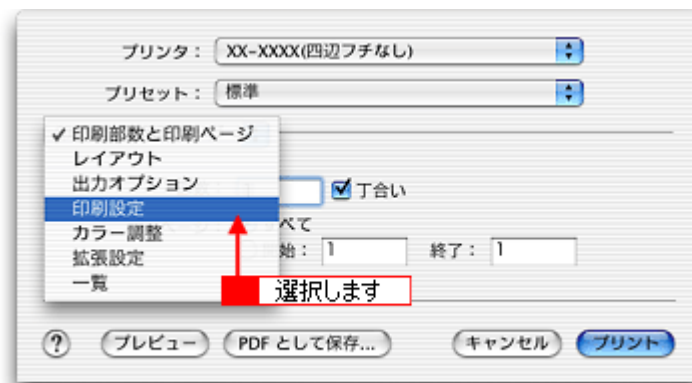 プリンタ： XX-XXXX(四辺フチなし)
プリセット： 標準
✓ 印刷部数と印刷ページ
レイアウト
出力オプション
印刷設定
カラー調整
拡張設定
一覧
丁合い
べて
始： 1 終了： 1
選択します
? プレビュー PDF として保存... キャンセル プリント